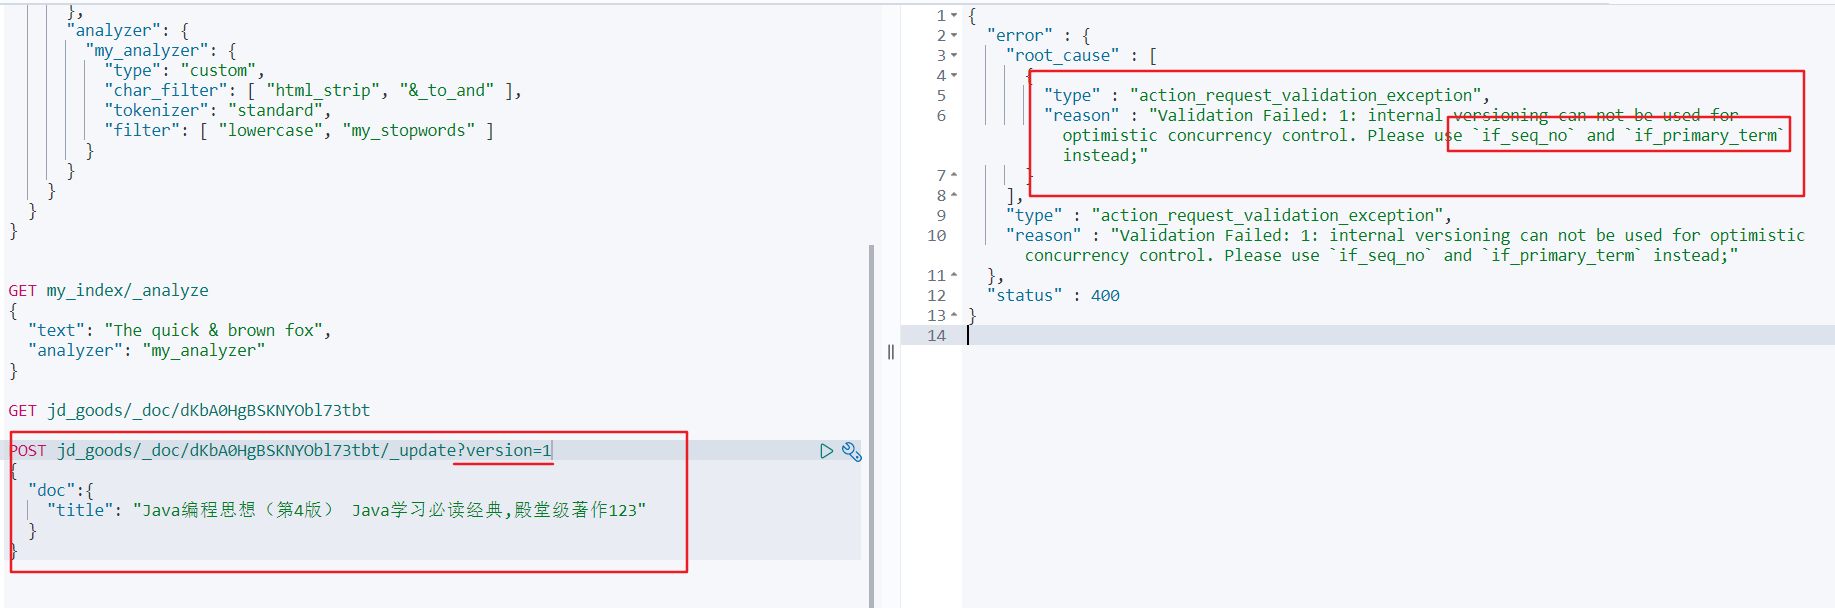 },
"analyzer": {
"my_analyzer": {
"type": "custom",
"char_filter": [ "html_strip", "&_to_and" ],
"tokenizer": "standard",
"filter": [ "lowercase", "my_stopwords" ]
}
}
}
}
}
GET my_index/_analyze
{
"text": "The quick & brown fox",
"analyzer": "my_analyzer"
}
GET jd_goods/_doc/dKbA0HgBSKNYObl73tbt
POST jd_goods/_doc/dKbA0HgBSKNYObl73tbt/_update?version=1
{
"doc":{
"title": "Java编程思想（第4版） Java学习必读经典,殿堂级著作123"
}
}
1 {
2 "error" : {
3 "root_cause" : [
4 {
5 "type" : "action_request_validation_exception",
6 "reason" : "Validation Failed: 1: internal versioning can not be used for
optimistic concurrency control. Please use `if_seq_no` and `if_primary_term`
instead;"
7 }
8 ],
9 "type" : "action_request_validation_exception",
10 "reason" : "Validation Failed: 1: internal versioning can not be used for optimistic
concurrency control. Please use `if_seq_no` and `if_primary_term` instead;"
11 },
12 "status" : 400
13 }
14